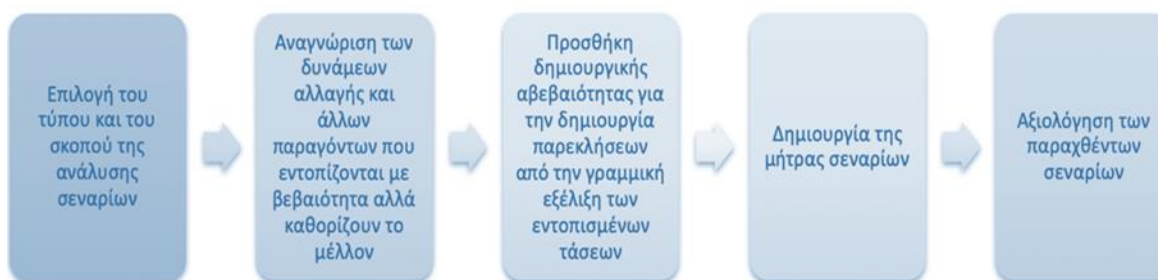 Επιλογή του
τύπου και του
σκοπού της
ανάλυσης
σεναρίων
Αναγνώριση των
δυνάμεων
αλλαγής και
άλλων
παραγόντων που
εντοπίζονται με
βεβαιότητα αλλά
καθορίζουν το
μέλλον
Προσθήκη
δημιουργικής
αβεβαιότητας για
την δημιουργία
παρεκλήσεων
από την γραμμική
εξέλιξη των
εντοπισμένων
τάσεων
Δημιουργία της
μήτρας σεναρίων
Αξιολόγηση των
παραχθέντων
σεναρίων